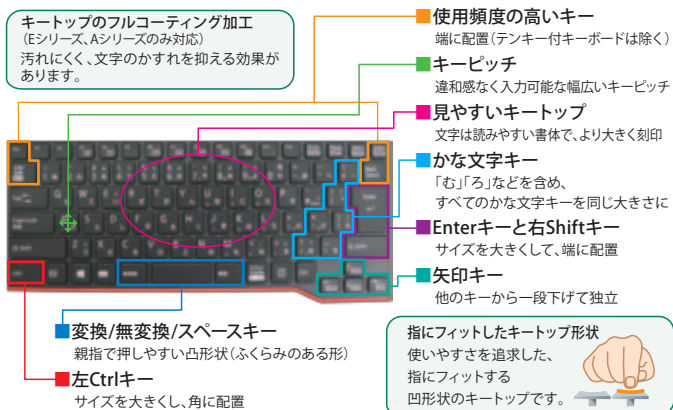 キートップのフルコーティング加工
（Eシリーズ、Aシリーズのみ対応）
汚れにくく、文字のかすれを抑える効果が
あります。
■使用頻度の高いキー
端に配置（テンキー付キーボードは除く）
■キーピッチ
違和感なく入力可能な幅広いキーピッチ
■見やすいキートップ
文字は読みやすい書体で、より大きく刻印
■かな文字キー
「む」「ろ」などを含め、
すべてのかな文字キーを同じ大きさに
■Enterキーと右Shiftキー
サイズを大きくして、端に配置
■矢印キー
他のキーから一段下げて独立
■変換/無変換/スペースキー
親指で押しやすい凸形状（ふくらみのある形）
■左Ctrlキー
サイズを大きくし、角に配置
指にフィットしたキートップ形状
使いやすさを追求した、
指にフィットする
凹形状のキートップです。